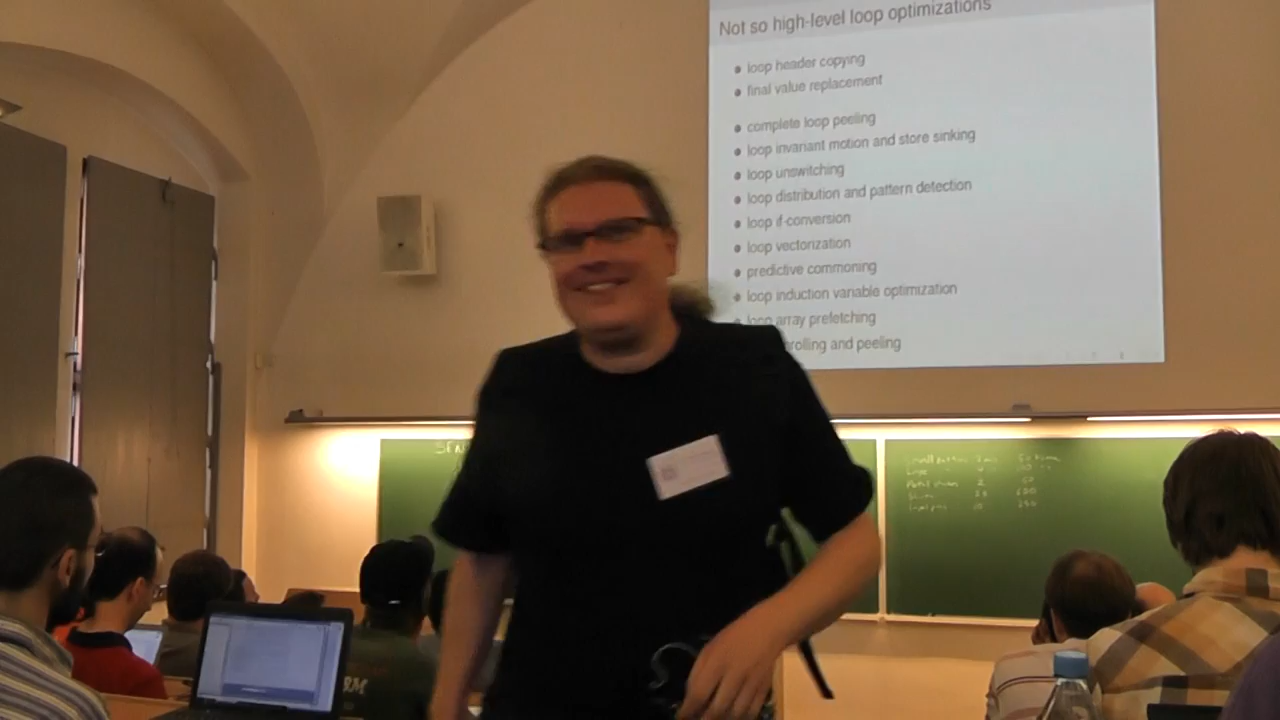 Not so high-level loop optimizations
loop header copying
final value replacement
complete loop peeling
loop invariant motion and store sinking
loop unswitching
loop distribution and pattern detection
loop if-conversion
loop vectorization
predictive commoning
loop induction variable optimization
loop array prefetching
rolling and peeling